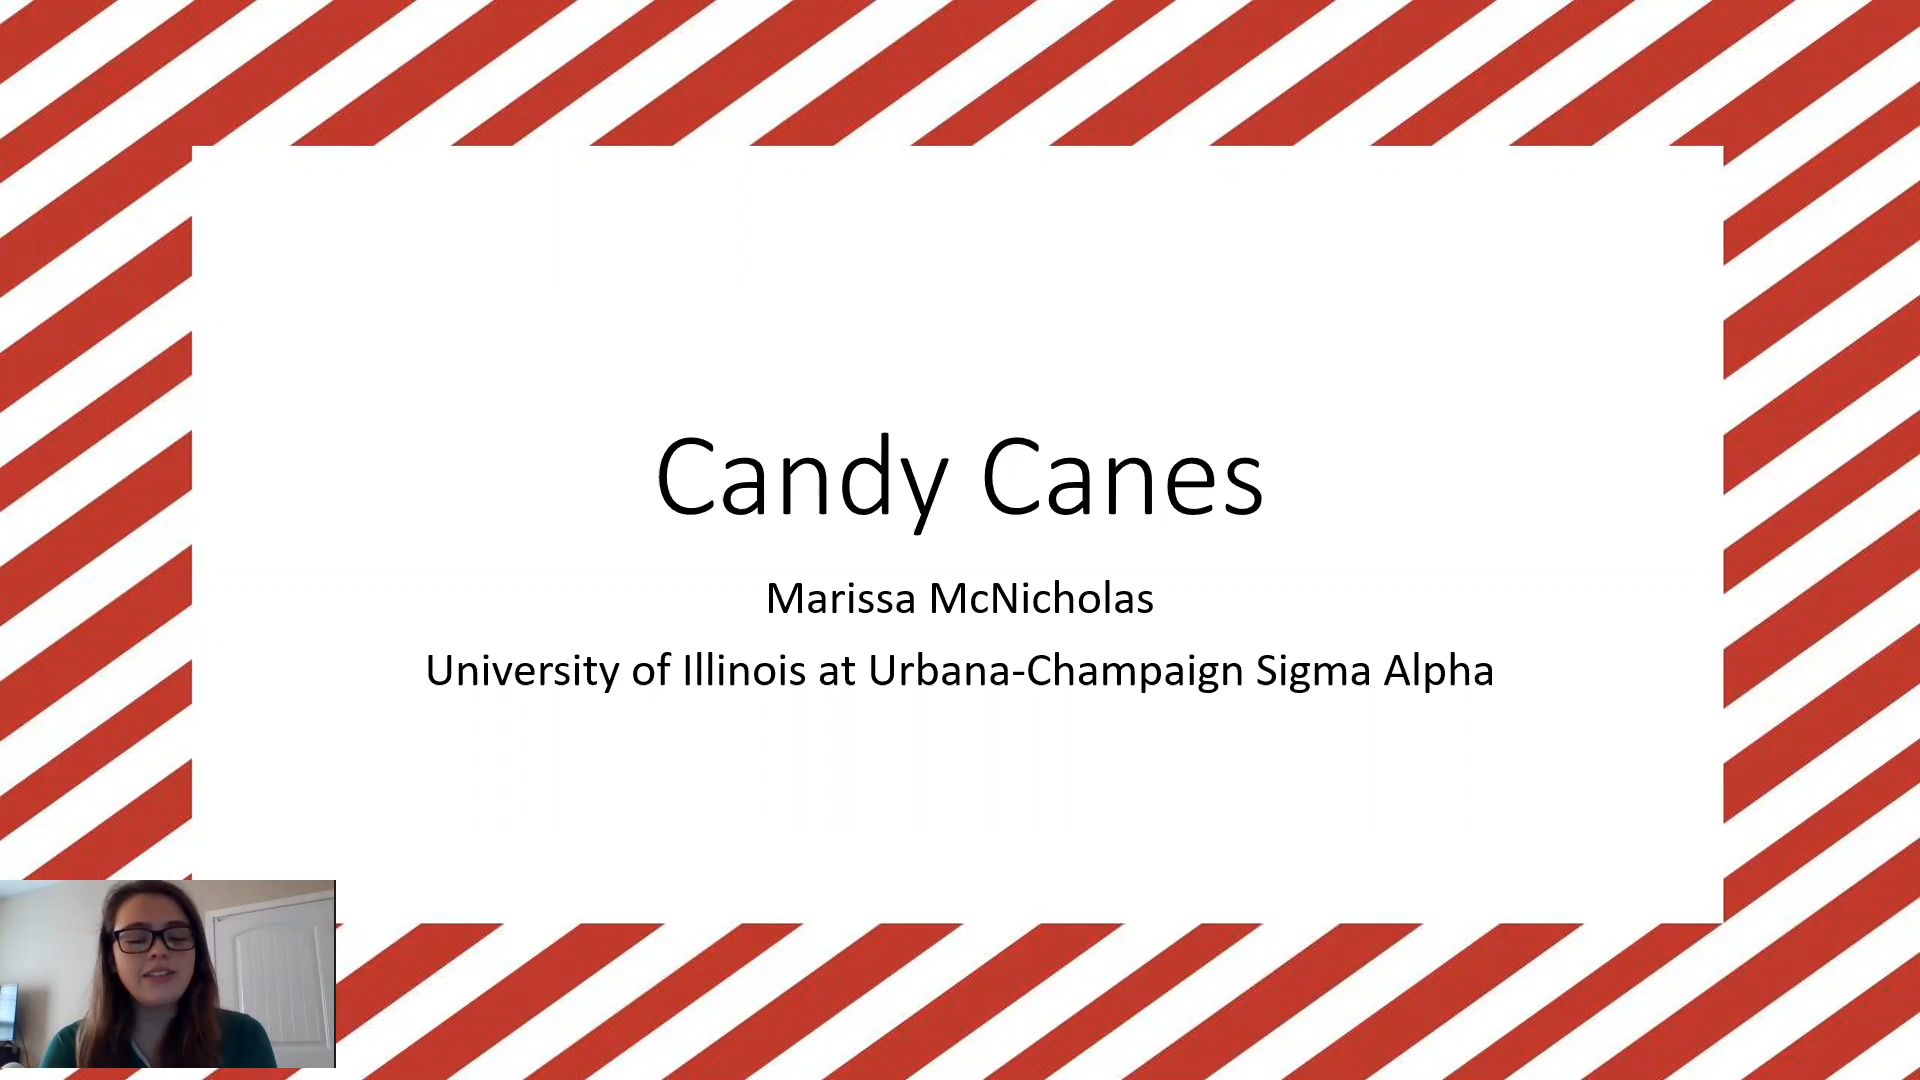 Candy Canes
Marissa McNicholas
University of Illinois at Urbana-Champaign Sigma Alpha